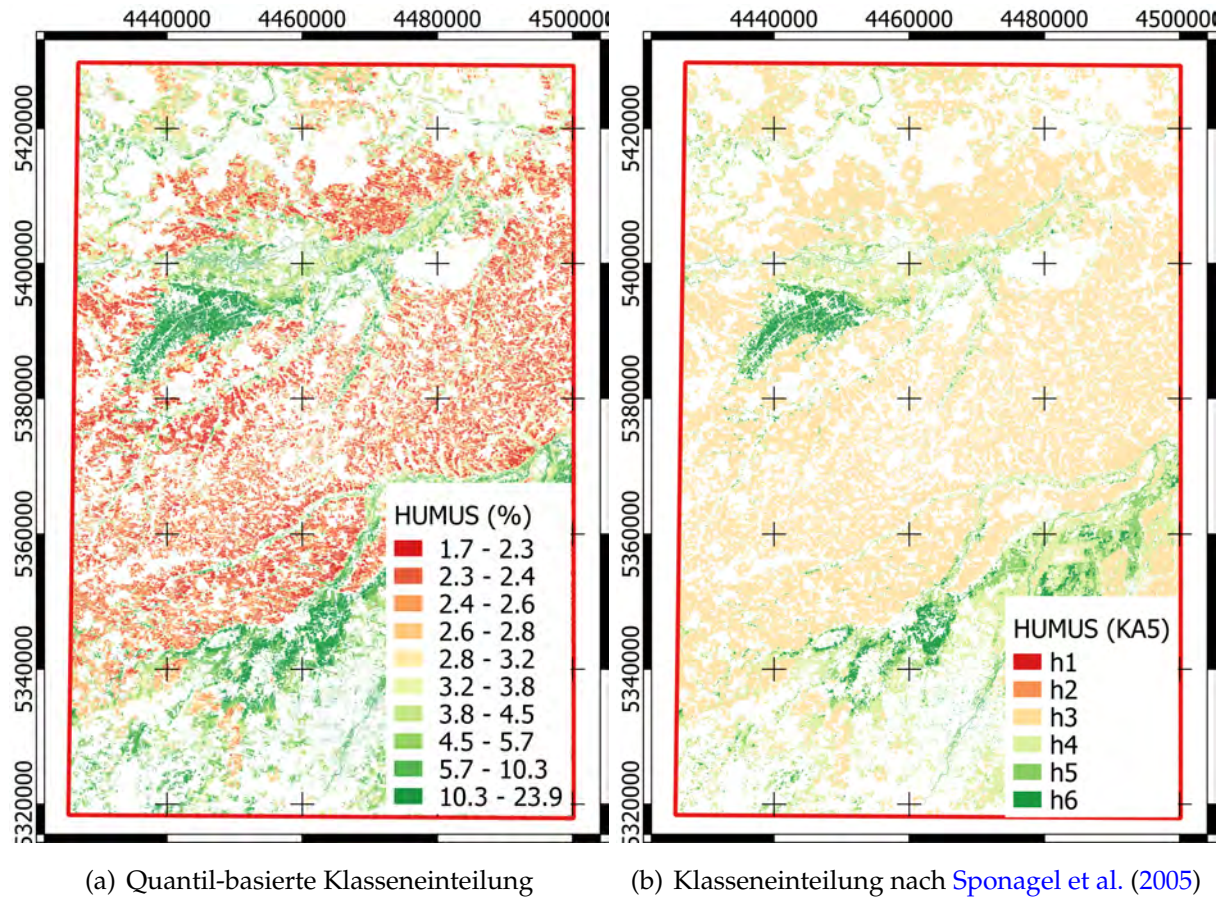 4440000 4460000 4480000 4500000
4440000 4460000 4480000 4500000
5420000
5400000
5380000
5360000
5340000
5320000
HUMUS (%)
1.7 - 2.3
2.3 - 2.4
2.4 - 2.6
2.6 - 2.8
2.8 - 3.2
3.2 - 3.8
3.8 - 4.5
4.5 - 5.7
5.7 - 10.3
10.3 - 23.9
5420000
5400000
5380000
5360000
5340000
5320000
HUMUS (KA5)
h1
h2
h3
h4
h5
h6
(a) Quantil-basierte Klasseneinteilung
(b) Klasseneinteilung nach Sponagel et al. (2005)